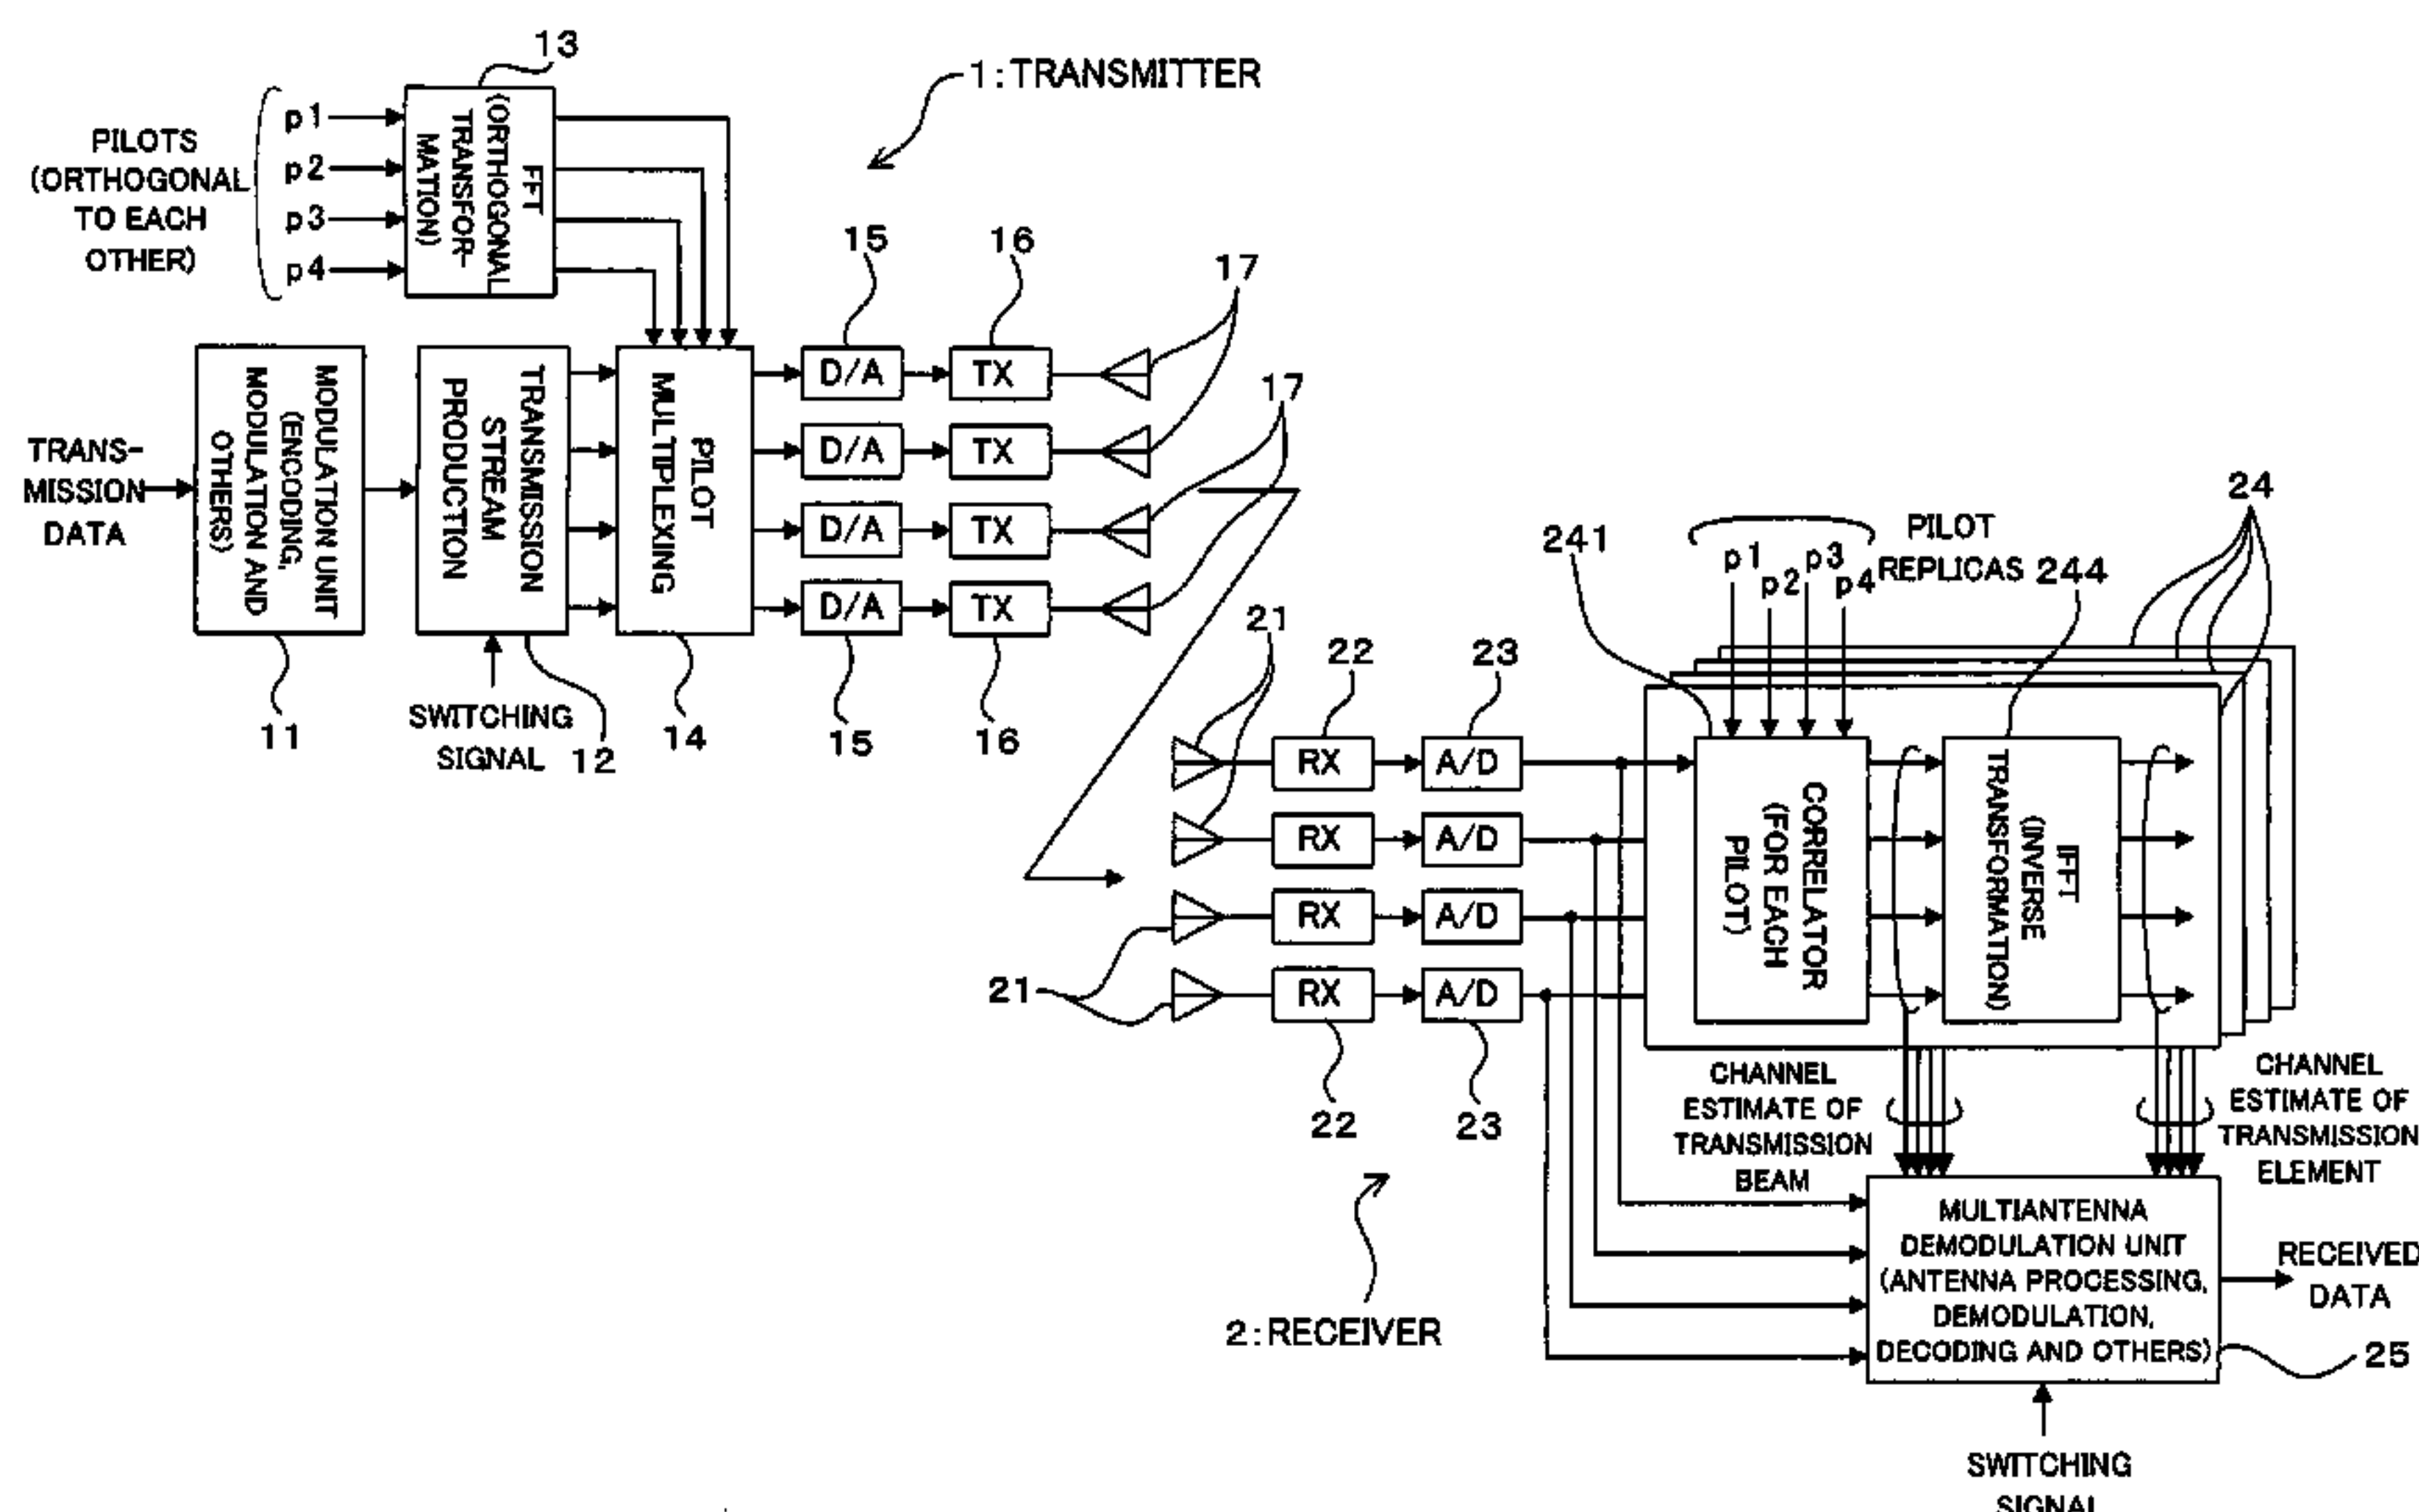 13
1:TRANSMITTER
PILOTS
(ORTHOGONAL
TO EACH
OTHER)
p1
p2
p3
p4
FFT
(ORTHOGONAL
TRANSFOR-
MATION)
15
16
17
17
TRANS-
MISSION
DATA
MODULATION UNIT
(ENCODING,
MODULATION AND
OTHERS)
TRANSMISSION
STREAM
PRODUCTION
PILOT
MULTIPLEXING
D/A
TX
D/A
TX
D/A
TX
D/A
TX
11
SWITCHING
SIGNAL
12
14
15
16
24
241
p1
p2
p3
p4
PILOT
REPLICAS
244
21
22
23
RX
A/D
RX
A/D
RX
A/D
RX
A/D
21
22
23
CORRELATOR
(FOR EACH
PILOT)
IFFT
(INVERSE
TRANSFORMATION)
CHANNEL
ESTIMATE OF
TRANSMISSION
BEAM
CHANNEL
ESTIMATE OF
TRANSMISSION
ELEMENT
2:RECEIVER
MULTIANTENNA
DEMODULATION UNIT
(ANTENNA PROCESSING,
DEMODULATION,
DECODING AND OTHERS)
RECEIVED
DATA
25
SWITCHING
SIGNAL